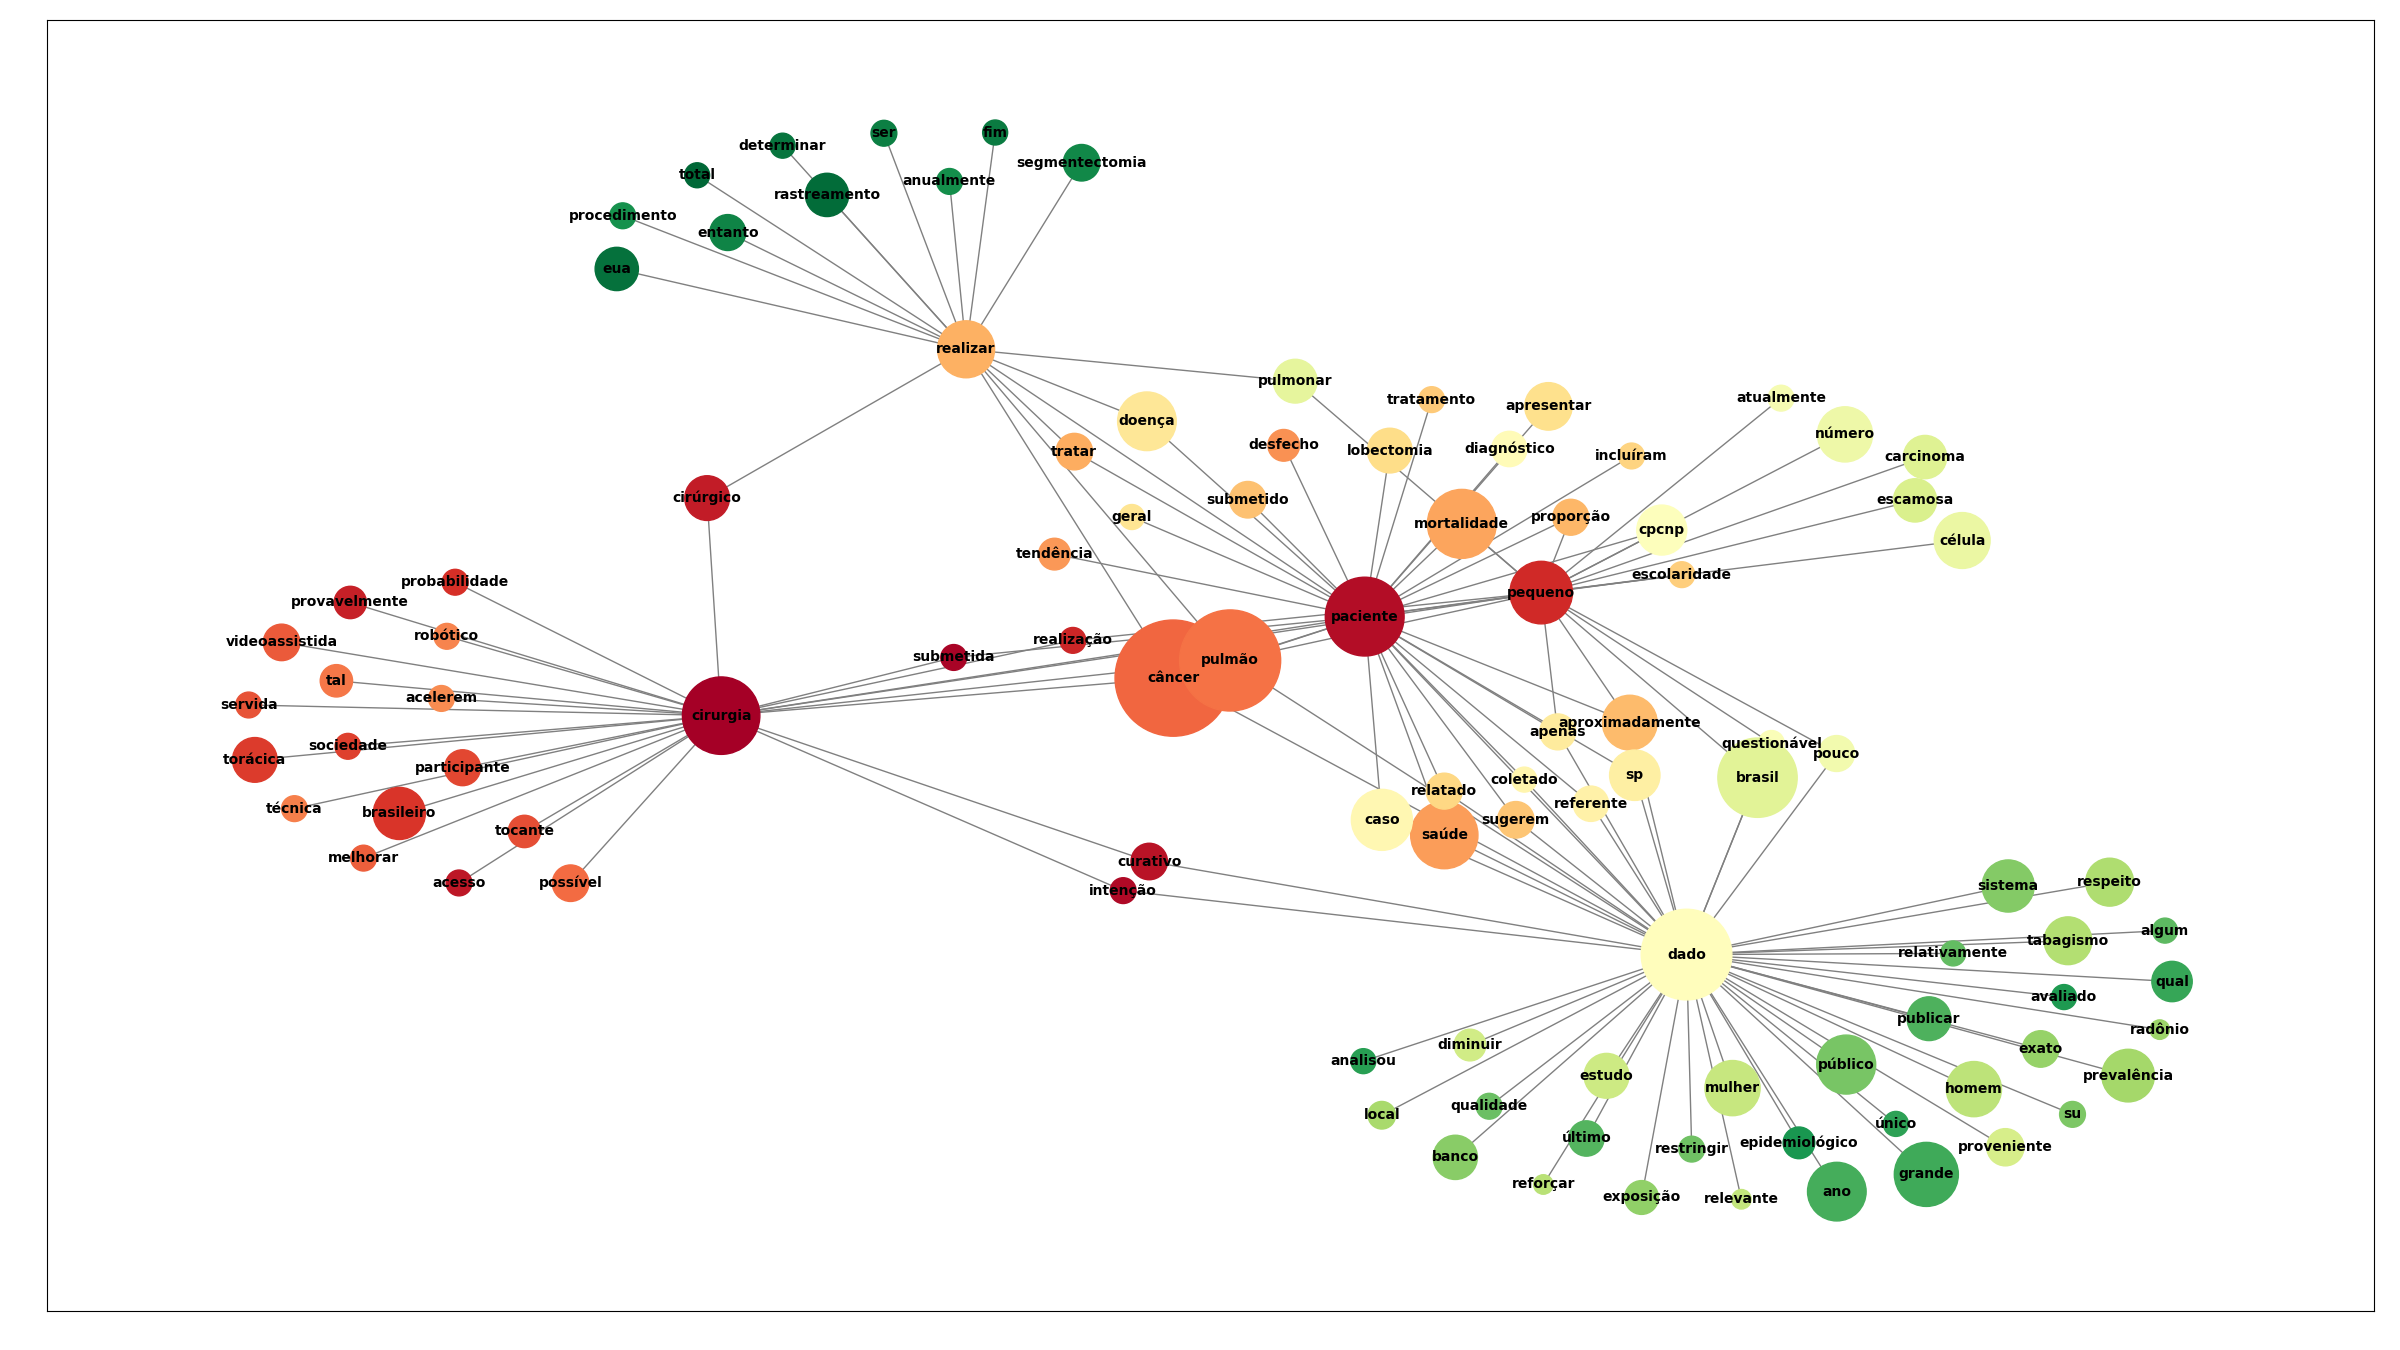 ser
fim
determinar
segmentectomia
total
anualmente
rastreamento
procedimento
entanto
eua
realizar
pulmonar
tratamento
apresentar
atualmente
doença
número
desfecho
tratar
lobectomia
diagnóstico
incluíram
carcinoma
cirúrgico
submetido
escamosa
geral
mortalidade
proporção
cpcnp
célula
tendência
escolaridade
probabilidade
pequeno
provavelmente
paciente
robótico
videoassistida
realização
submetida
pulmão
câncer
tal
acelerem
servida
cirurgia
aproximadamente
apenas
sociedade
torácica
participante
questionável
pouco
sp
brasil
coletado
relatado
técnica
brasileiro
referente
caso
sugerem
tocante
saúde
melhorar
curativo
acesso
possível
intenção
sistema
respeito
algum
tabagismo
relativamente
dado
qual
avaliado
publicar
radônio
diminuir
exato
analisou
público
estudo
prevalência
mulher
homem
qualidade
local
su
único
último
epidemiológico
restringir
proveniente
banco
grande
reforçar
ano
exposição
relevante